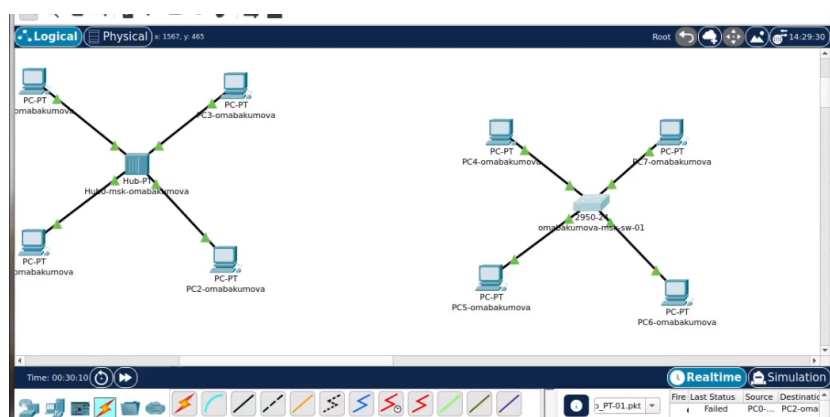 Logical Physical x: 1567, y: 465 Root 14:29:30
PC-PT
omabakumova
PC-PT
PC3-omabakumova
Hub-PT
Hub0-msk-omabakumova
PC-PT
omabakumova
PC-PT
PC2-omabakumova
PC-PT
PC4-omabakumova
PC-PT
PC7-omabakumova
2950-24
omabakumova-msk-sw-01
PC-PT
PC5-omabakumova
PC-PT
PC6-omabakumova
Time: 00:30:10 Realtime Simulation
_PT-01.pkt
Fire Last Status Source Destinatic
Failed PC0-... PC2-oma